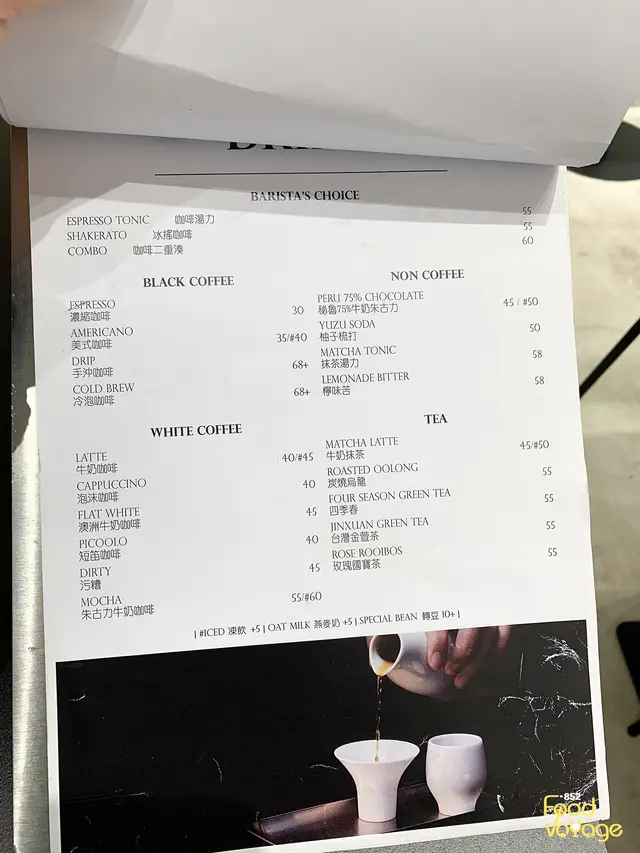 BARISTA'S CHOICE
ESPRESSO TONIC 咖啡湯力 55
SHAKERATO 冰搖咖啡 55
COMBO 咖啡二重湊 60
BLACK COFFEE
ESPRESSO
濃縮咖啡 30
AMERICANO
美式咖啡 35/#40
DRIP
手沖咖啡 68+
COLD BREW
冷泡咖啡 68+
NON COFFEE
PERU 75% CHOCOLATE
秘魯75%牛奶朱古力 45 / #50
YUZU SODA
柚子梳打 50
MATCHA TONIC
抹茶湯力 58
LEMONADE BITTER
檸味苦 58
WHITE COFFEE
LATTE
牛奶咖啡 40/#45
CAPPUCCINO
泡沫咖啡 40
FLAT WHITE
澳洲牛奶咖啡 45
PICOOLO
短笛咖啡 40
DIRTY
污糟 45
MOCHA
朱古力牛奶咖啡 55/#60
TEA
MATCHA LATTE
牛奶抹茶 45/#50
ROASTED OOLONG
炭燒烏龍 55
FOUR SEASON GREEN TEA
四季春 55
JINXUAN GREEN TEA
台灣金萱茶 55
ROSE ROOIBOS
玫瑰國寶茶 55
| #ICED 凍飲 +5 | OAT MILK 燕麥奶 +5 | SPECIAL BEAN 轉豆 10+ |
+852
Food
Voyage